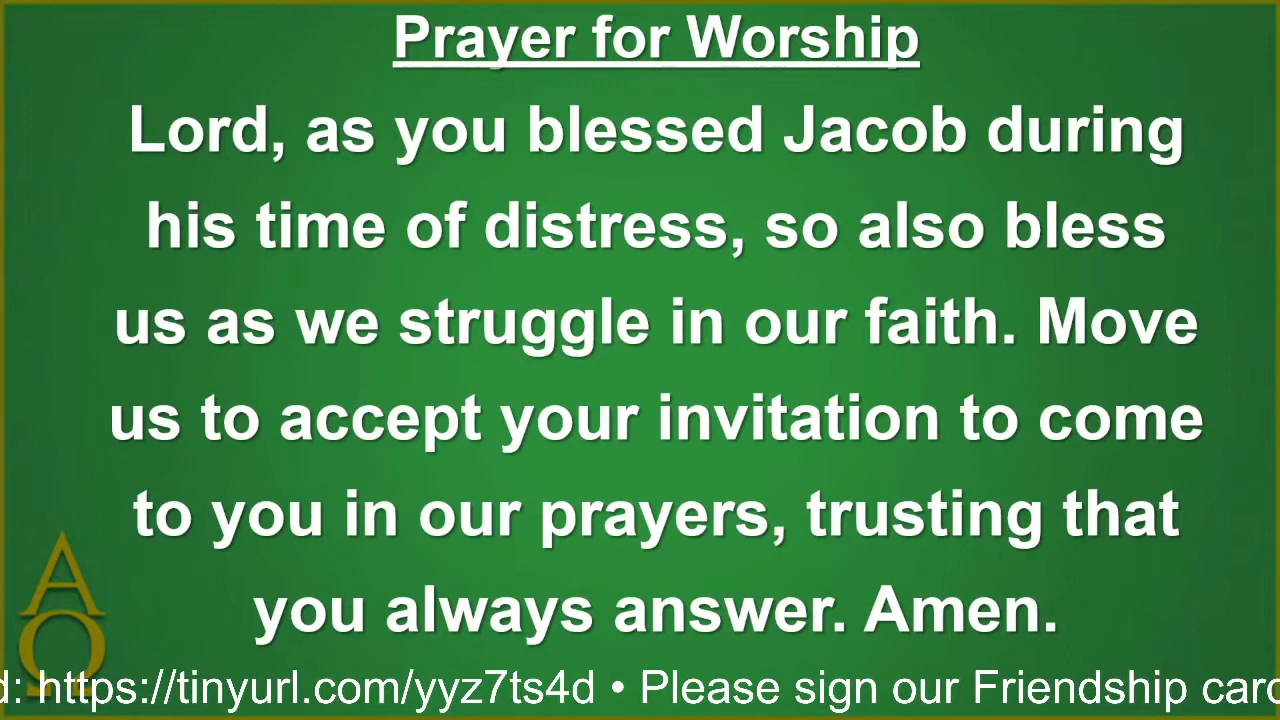 Prayer for Worship
Lord, as you blessed Jacob during
his time of distress, so also bless
us as we struggle in our faith. Move
us to accept your invitation to come
to you in our prayers, trusting that
you always answer. Amen.
Α
Ω
d: https://tinyurl.com/yyz7ts4d • Please sign our Friendship card